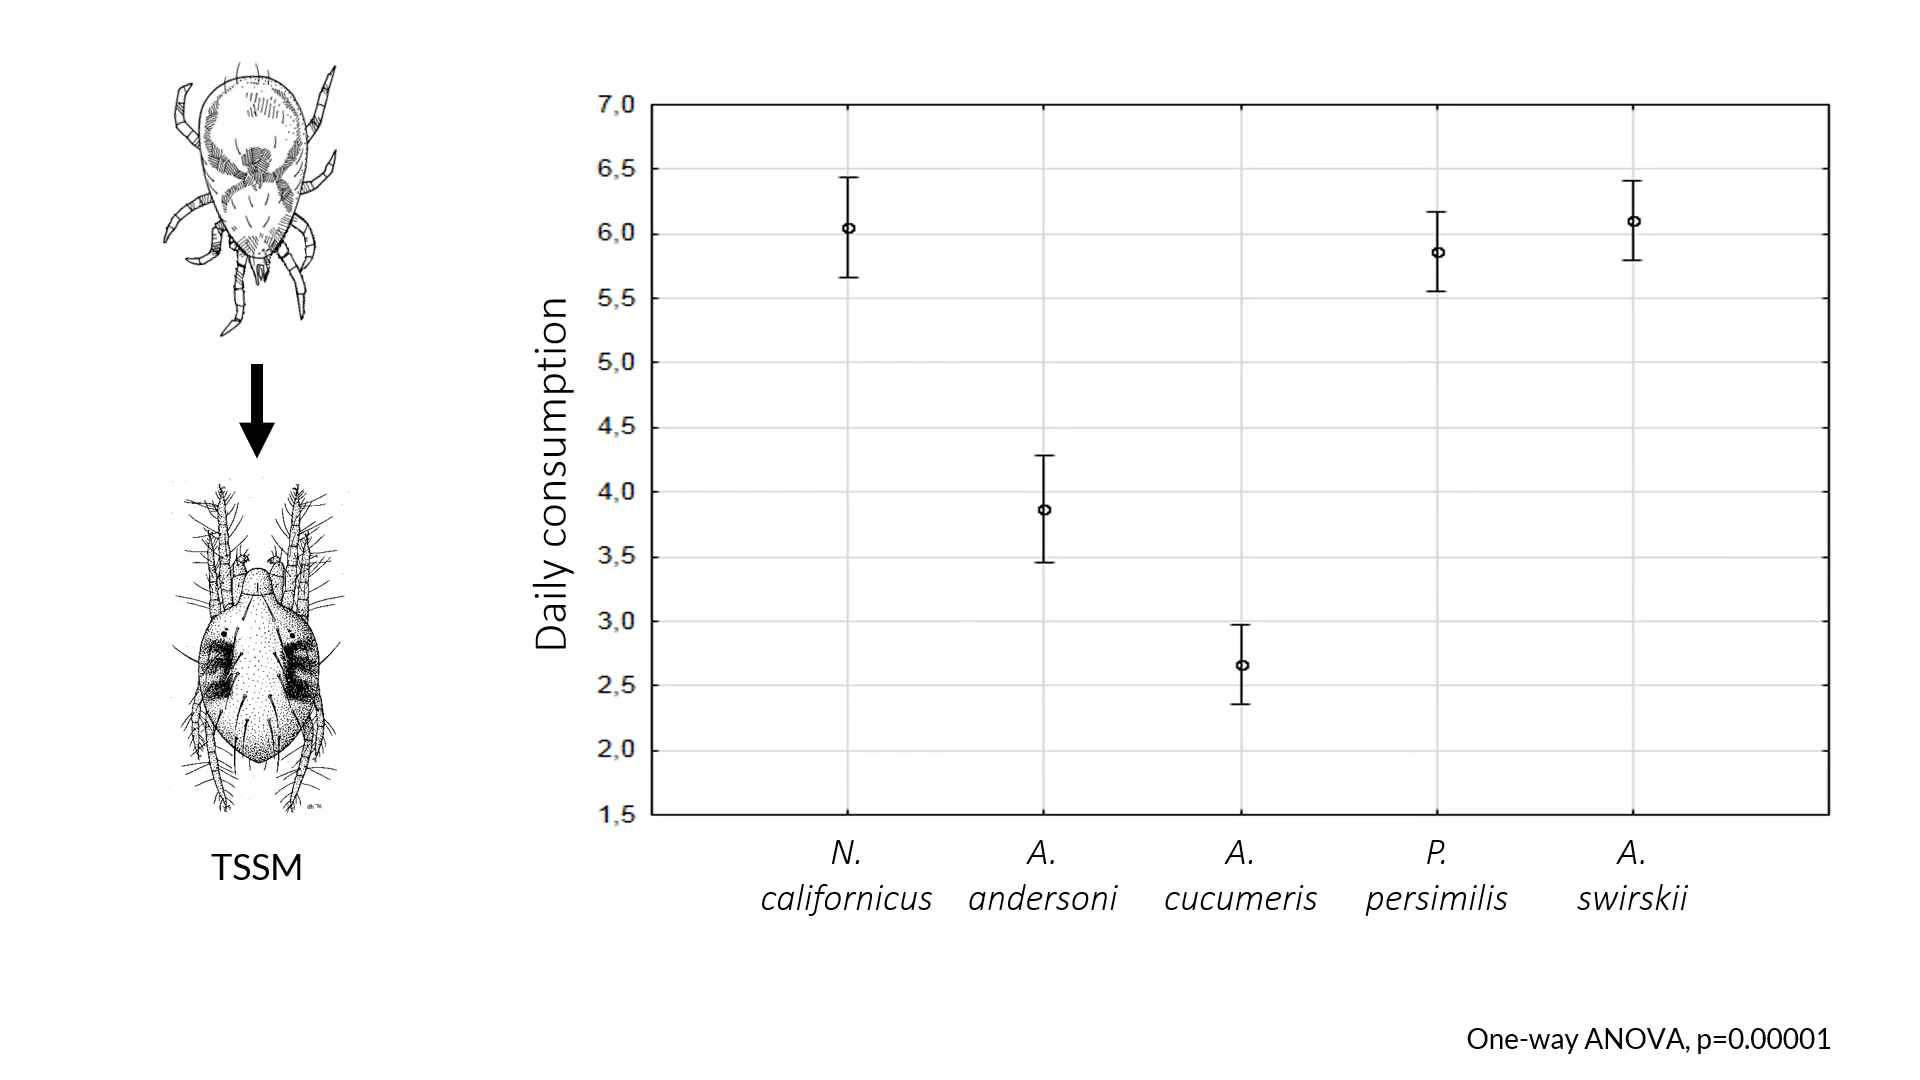 TSSM
Daily consumption
7,0
6,5
6,0
5,5
5,0
4,5
4,0
3,5
3,0
2,5
2,0
1,5
N. californicus
A. andersoni
A. cucumeris
P. persimilis
A. swirskii
One-way ANOVA, p=0.00001